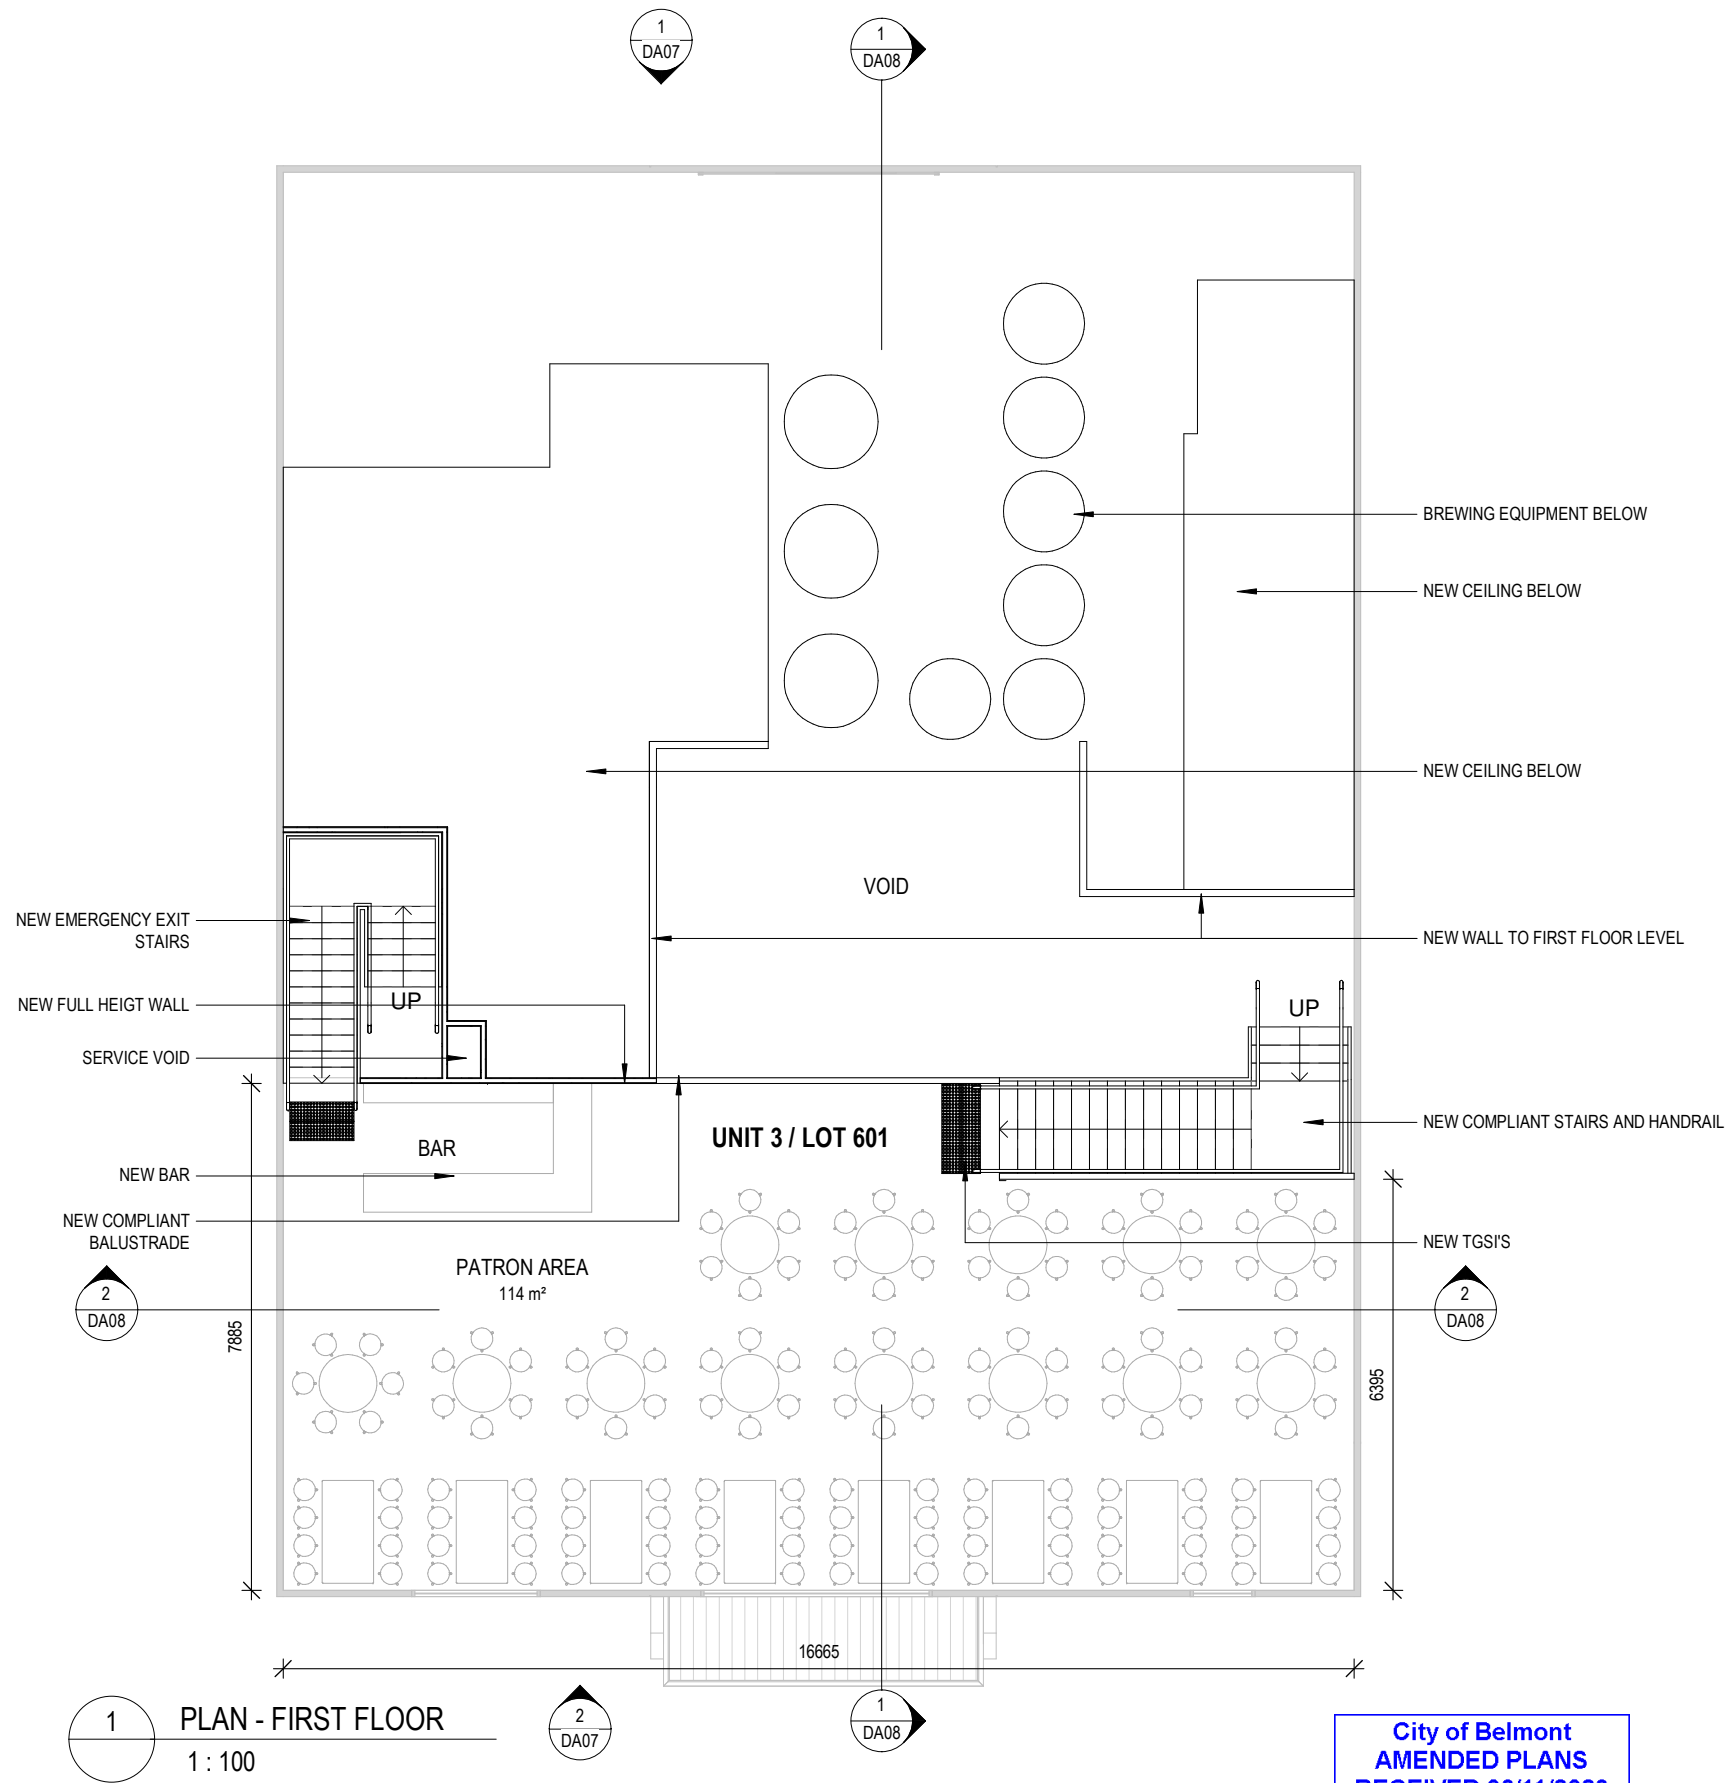 1
DA07
1
DA08
BREWING EQUIPMENT BELOW
NEW CEILING BELOW
NEW CEILING BELOW
VOID
NEW EMERGENCY EXIT
STAIRS
NEW WALL TO FIRST FLOOR LEVEL
NEW FULL HEIGT WALL
UP
UP
SERVICE VOID
NEW COMPLIANT STAIRS AND HANDRAIL
UNIT 3 / LOT 601
BAR
NEW BAR
NEW COMPLIANT
BALUSTRADE
NEW TGSI'S
PATRON AREA
114 m²
2
DA08
2
DA08
7885
6395
16665
1
PLAN - FIRST FLOOR
1 : 100
2
DA07
1
DA08
City of Belmont
AMENDED PLANS